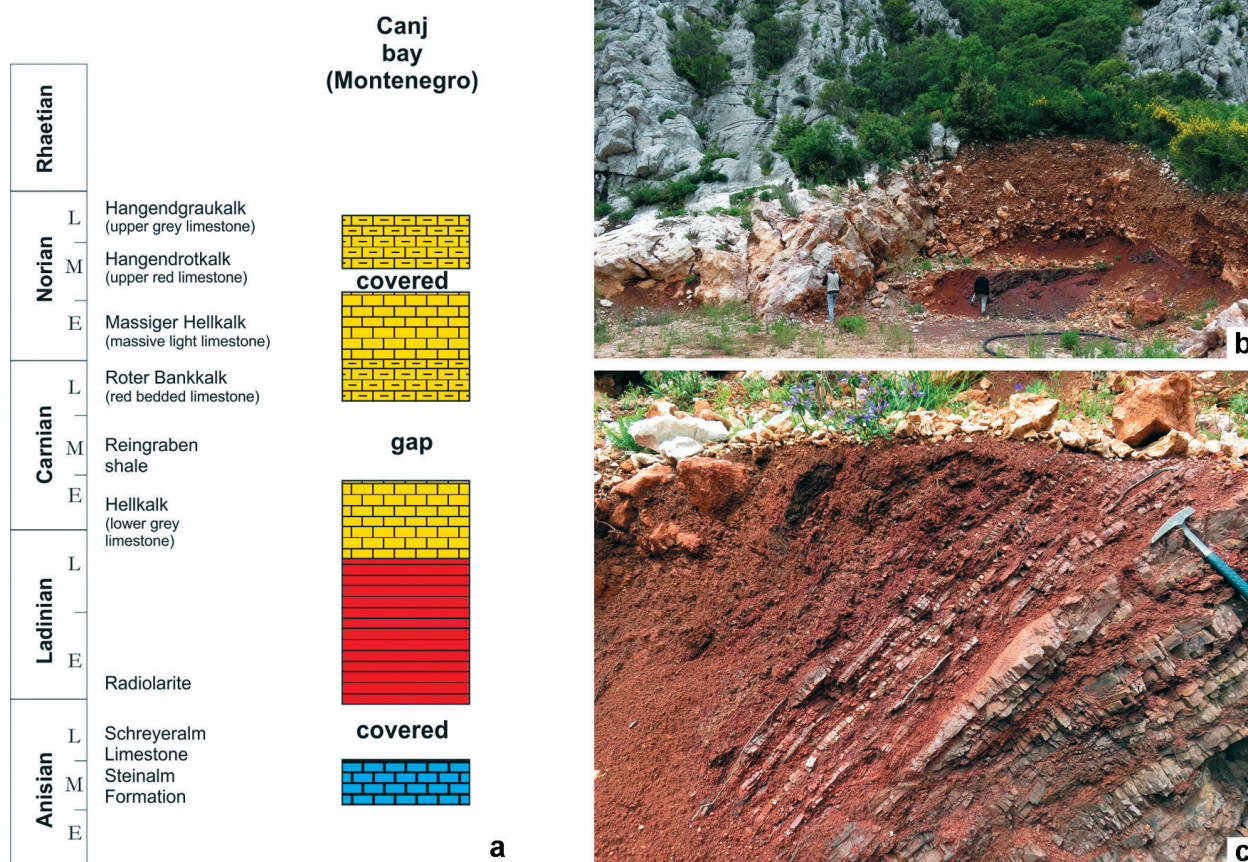 Canj
bay
(Montenegro)
Rhaetian
Norian
L
M
E
Hangendgraukalk
(upper grey limestone)
Hangendrotkalk
(upper red limestone)
Massiger Hellkalk
(massive light limestone)
covered
Carnian
L
M
E
Roter Bankkalk
(red bedded limestone)
Reingraben
shale
gap
Hellkalk
(lower grey
limestone)
Ladinian
L
E
Radiolarite
Anisian
L
M
E
Schreyeralm
Limestone
Steinalm
Formation
covered
a
b
c